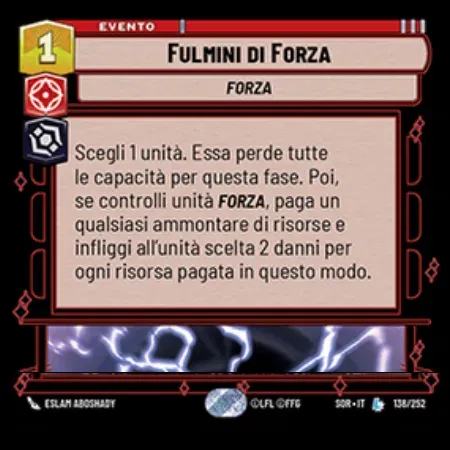 EVENTO
1
FULMINI DI FORZA
FORZA
Scegli 1 unità. Essa perde tutte
le capacità per questa fase. Poi,
se controlli unità FORZA, paga un
qualsiasi ammontare di risorse e
infliggi all'unità scelta 2 danni per
ogni risorsa pagata in questo modo.
ESLAM ABOSHADY ©LFL ©FFG SOR • IT 138/252